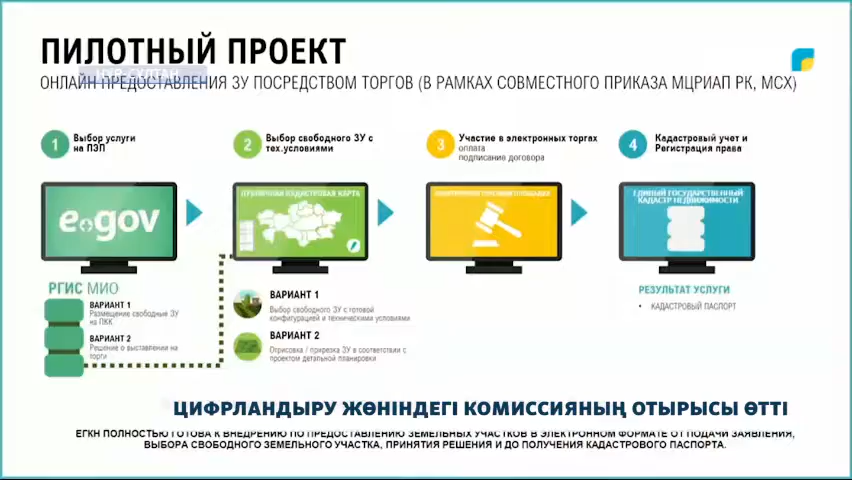 ПИЛОТНЫЙ ПРОЕКТ
НУР-СУЛТАН
ОНЛАЙН ПРЕДОСТАВЛЕНИЯ ЗУ ПОСРЕДСТВОМ ТОРГОВ (В РАМКАХ СОВМЕСТНОГО ПРИКАЗА МЦРИАП РК, МСХ)
1
Выбор услуги
на ПЭП
2
Выбор свободного ЗУ с
тех.условиями
3
Участие в электронных торгах
оплата
подписание договора
4
Кадастровый учет и
Регистрация права
egov
ПУБЛИЧНАЯ КАДАСТРОВАЯ КАРТА
ЕДИНЫЙ ГОСУДАРСТВЕННЫЙ
КАДАСТР НЕДВИЖИМОСТИ
РГИС МИО
ВАРИАНТ 1
Размещение свободные ЗУ
на ПКК
ВАРИАНТ 2
Решение о выставлении на
торги
ВАРИАНТ 1
Выбор свободного ЗУ с готовой
конфигурацией и техническими условиями
ВАРИАНТ 2
Отрисовка / прирезка ЗУ в соответствии с
проектом детальной планировки
РЕЗУЛЬТАТ УСЛУГИ
• КАДАСТРОВЫЙ ПАСПОРТ
ЦИФРЛАНДЫРУ ЖӨНІНДЕГІ КОМИССИЯНЫҢ ОТЫРЫСЫ ӨТТІ
ЕГКН ПОЛНОСТЬЮ ГОТОВА К ВНЕДРЕНИЮ ПО ПРЕДОСТАВЛЕНИЮ ЗЕМЕЛЬНЫХ УЧАСТКОВ В ЭЛЕКТРОННОМ ФОРМАТЕ ОТ ПОДАЧИ ЗАЯВЛЕНИЯ,
ВЫБОРА СВОБОДНОГО ЗЕМЕЛЬНОГО УЧАСТКА, ПРИНЯТИЯ РЕШЕНИЯ И ДО ПОЛУЧЕНИЯ КАДАСТРОВОГО ПАСПОРТА.